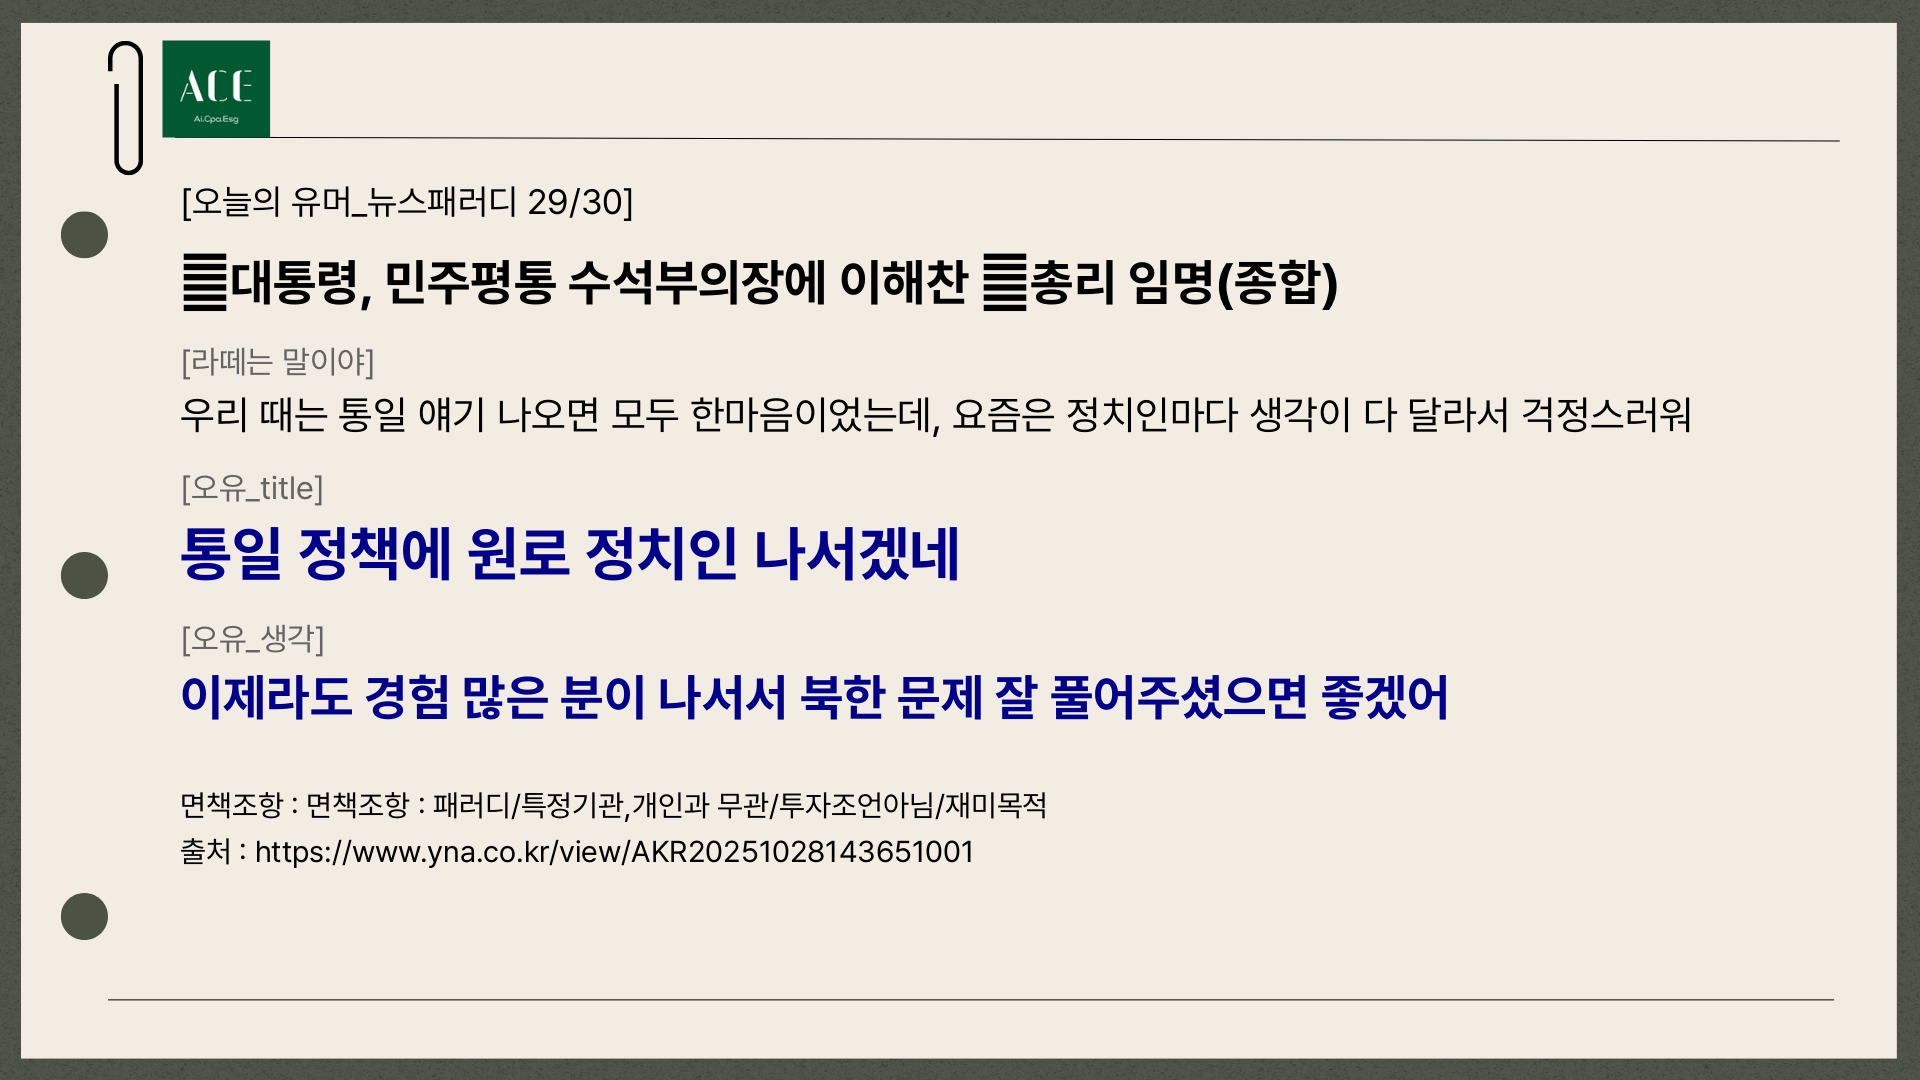 ACE
Ai.Cpa.Esg
[오늘의 유머_뉴스패러디 29/30]
대통령, 민주평통 수석부의장에 이해찬 총리 임명(종합)
[라떼는 말이야]
우리 때는 통일 얘기 나오면 모두 한마음이었는데, 요즘은 정치인마다 생각이 다 달라서 걱정스러워
[오유_title]
통일 정책에 원로 정치인 나서겠네
[오유_생각]
이제라도 경험 많은 분이 나서서 북한 문제 잘 풀어주셨으면 좋겠어
면책조항 : 면책조항 : 패러디/특정기관,개인과 무관/투자조언아님/재미목적
출처 : https://www.yna.co.kr/view/AKR20251028143651001